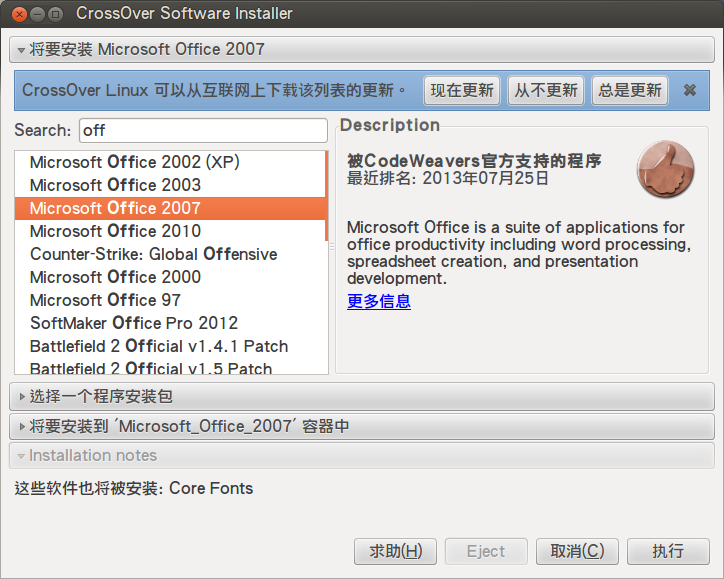 CrossOver Software Installer
将要安装 Microsoft Office 2007
CrossOver Linux 可以从互联网上下载该列表的更新。 现在更新 从不更新 总是更新
Search: off
Microsoft Office 2002 (XP)
Microsoft Office 2003
Microsoft Office 2007
Microsoft Office 2010
Counter-Strike: Global Offensive
Microsoft Office 2000
Microsoft Office 97
SoftMaker Office Pro 2012
Battlefield 2 Official v1.4.1 Patch
Battlefield 2 Official v1.5 Patch
Description
被CodeWeavers官方支持的程序
最近排名: 2013年07月25日
Microsoft Office is a suite of applications for
office productivity including word processing,
spreadsheet creation, and presentation
development.
更多信息
选择一个程序安装包
将要安装到 'Microsoft_Office_2007' 容器中
Installation notes
这些软件也将被安装: Core Fonts
求助(H) Eject 取消(C) 执行